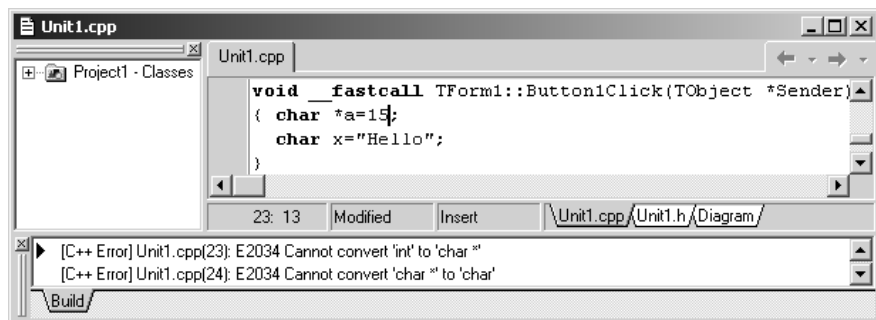 Unit1.cpp
Project1 - Classes
Unit1.cpp
void __fastcall TForm1::Button1Click(TObject *Sender)
{ char *a=15;
char x="Hello";
}
23: 13 Modified Insert Unit1.cpp Unit1.h Diagram
[C++ Error] Unit1.cpp(23): E2034 Cannot convert 'int' to 'char *'
[C++ Error] Unit1.cpp(24): E2034 Cannot convert 'char *' to 'char'
Build